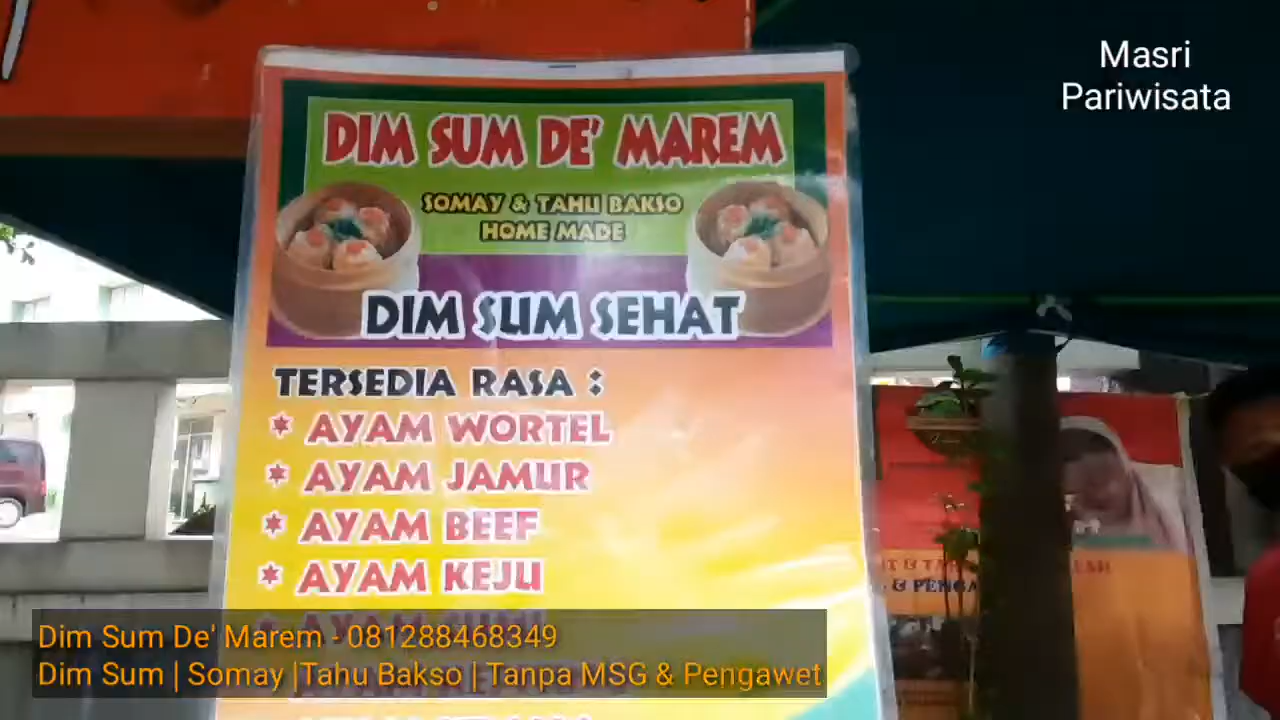 Masri
Pariwisata
DIM SUM DE' MAREM
SOMAY & TAHU BAKSO
HOME MADE
DIM SUM SEHAT
TERSEDIA RASA :
* AYAM WORTEL
* AYAM JAMUR
* AYAM BEEF
* AYAM KEJU
Dim Sum De' Marem - 081288468349
Dim Sum | Somay |Tahu Bakso | Tanpa MSG & Pengawet